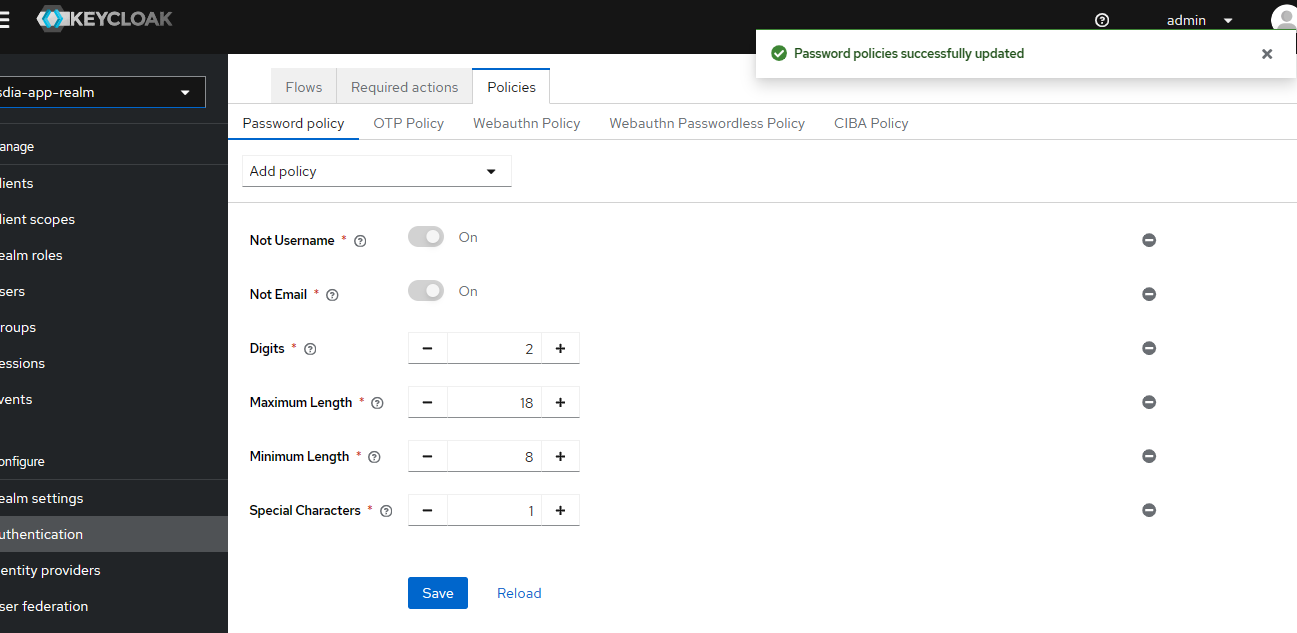 KEYCLOAK
admin
Password policies successfully updated
sdia-app-realm
anage
lients
lient scopes
ealm roles
sers
roups
essions
vents
onfigure
ealm settings
uthentication
entity providers
ser federation
Flows Required actions Policies
Password policy OTP Policy Webauthn Policy Webauthn Passwordless Policy CIBA Policy
Add policy
Not Username * On
Not Email * On
Digits * 2
Maximum Length * 18
Minimum Length * 8
Special Characters * 1
Save Reload